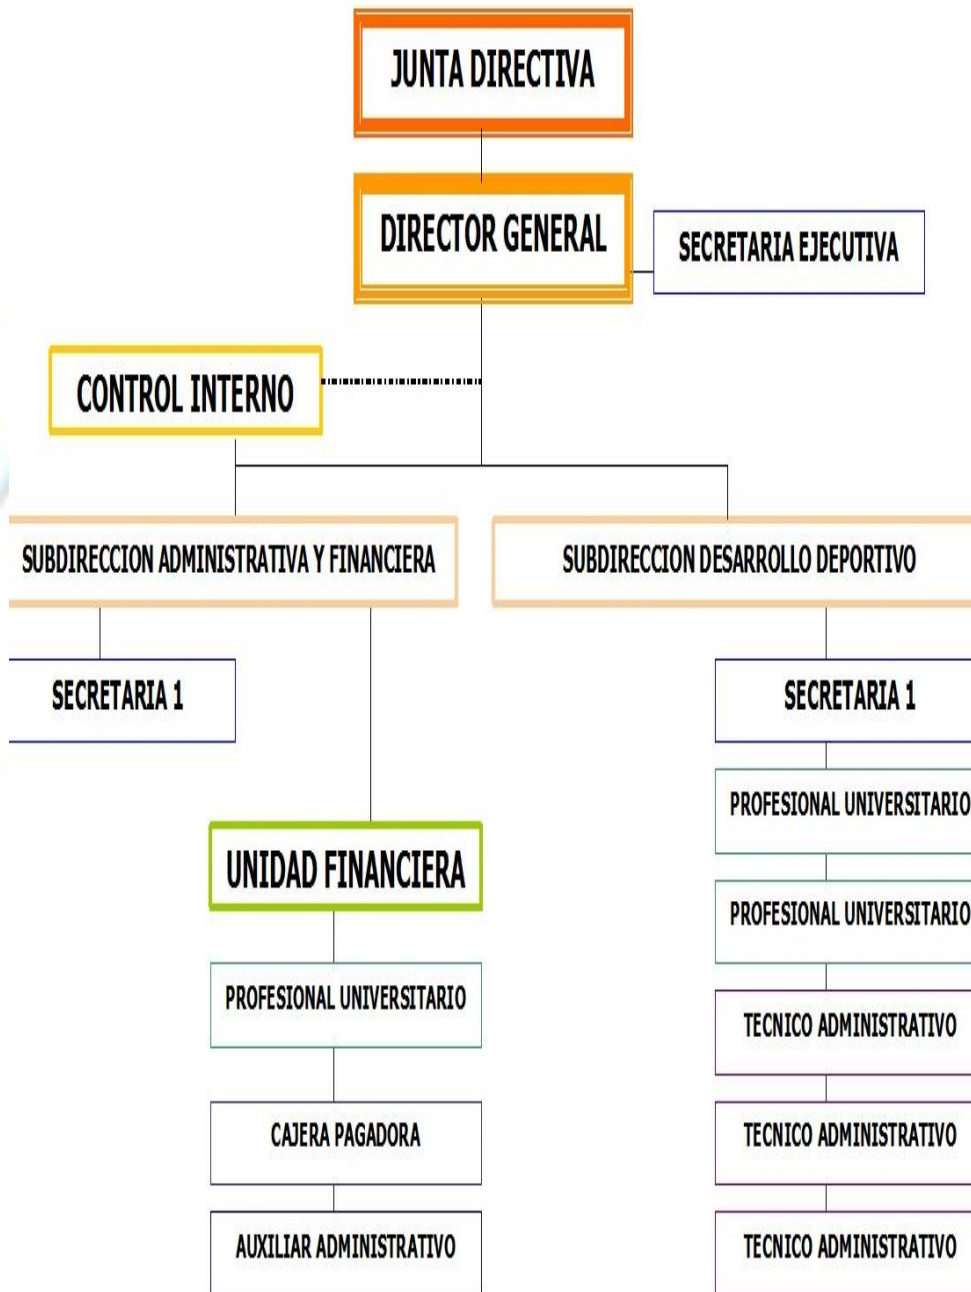 JUNTA DIRECTIVA
DIRECTOR GENERAL
SECRETARIA EJECUTIVA
CONTROL INTERNO
SUBDIRECCION ADMINISTRATIVA Y FINANCIERA
SUBDIRECCION DESARROLLO DEPORTIVO
SECRETARIA 1
SECRETARIA 1
PROFESIONAL UNIVERSITARIO
UNIDAD FINANCIERA
PROFESIONAL UNIVERSITARIO
PROFESIONAL UNIVERSITARIO
TECNICO ADMINISTRATIVO
CAJERA PAGADORA
TECNICO ADMINISTRATIVO
AUXILIAR ADMINISTRATIVO
TECNICO ADMINISTRATIVO